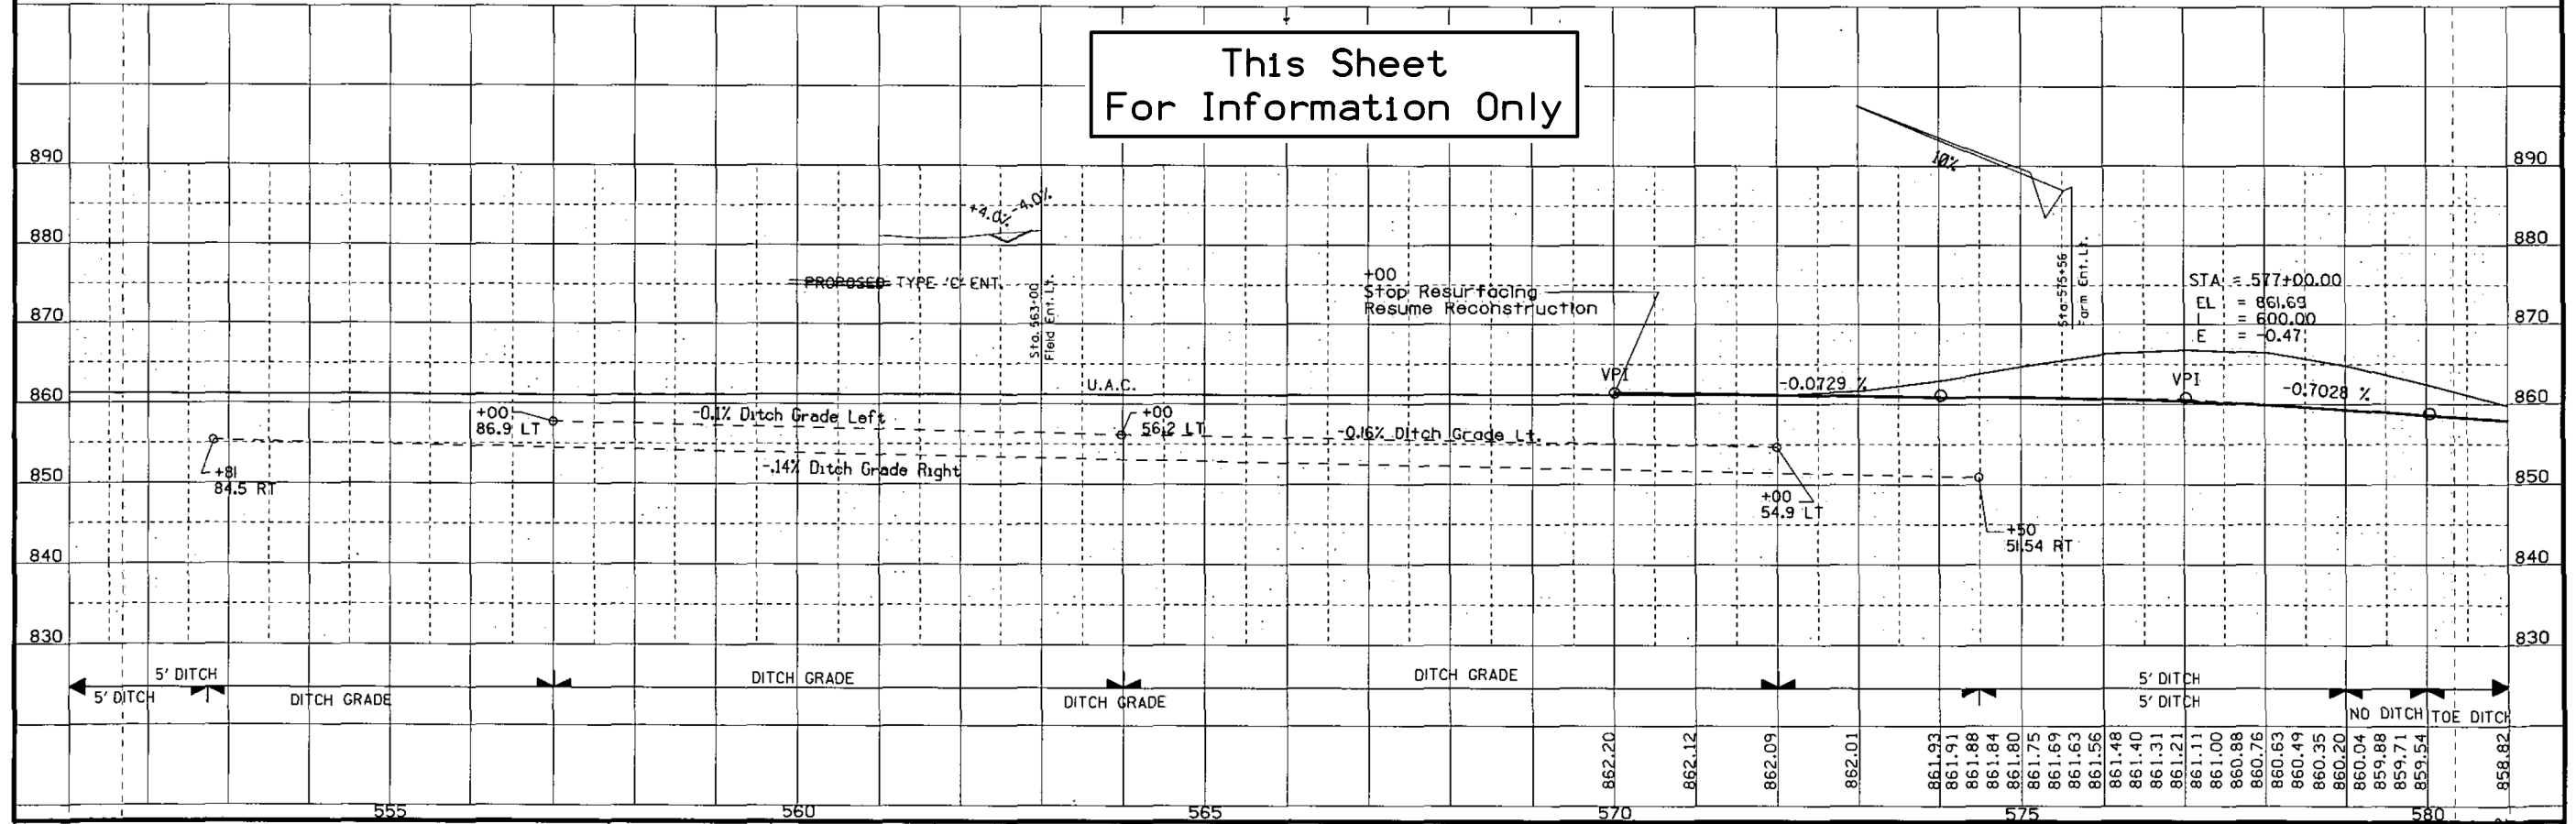 This Sheet
For Information Only
890
890
10%
+4.0% -4.0%
880
880
PROPOSED TYPE 'C' ENT.
Sta. 563+00
Field Ent. Lt.
+00
Stop Resurfacing
Resume Reconstruction
Sta. 575+56
Farm Ent. Lt.
STA = 577+00.00
EL = 861.69
L = 600.00
E = -0.47
870
870
U.A.C.
VPI
-0.0729 %
VPI
-0.7028 %
860
860
+00
86.9 LT
-0.1% Ditch Grade Left
+00
56.2 LT
-0.16% Ditch Grade Lt.
+81
84.5 RT
-.14% Ditch Grade Right
850
850
+00
54.9 LT
+50
51.54 RT
840
840
830
830
5' DITCH
5' DITCH
DITCH GRADE
DITCH GRADE
DITCH GRADE
DITCH GRADE
5' DITCH
5' DITCH
NO DITCH
TOE DITCH
862.20
862.12
862.09
862.01
861.93
861.91
861.88
861.84
861.80
861.75
861.69
861.63
861.56
861.48
861.40
861.31
861.21
861.11
861.00
860.88
860.76
860.63
860.49
860.35
860.20
860.04
859.88
859.71
859.54
858.82
555
560
565
570
575
580